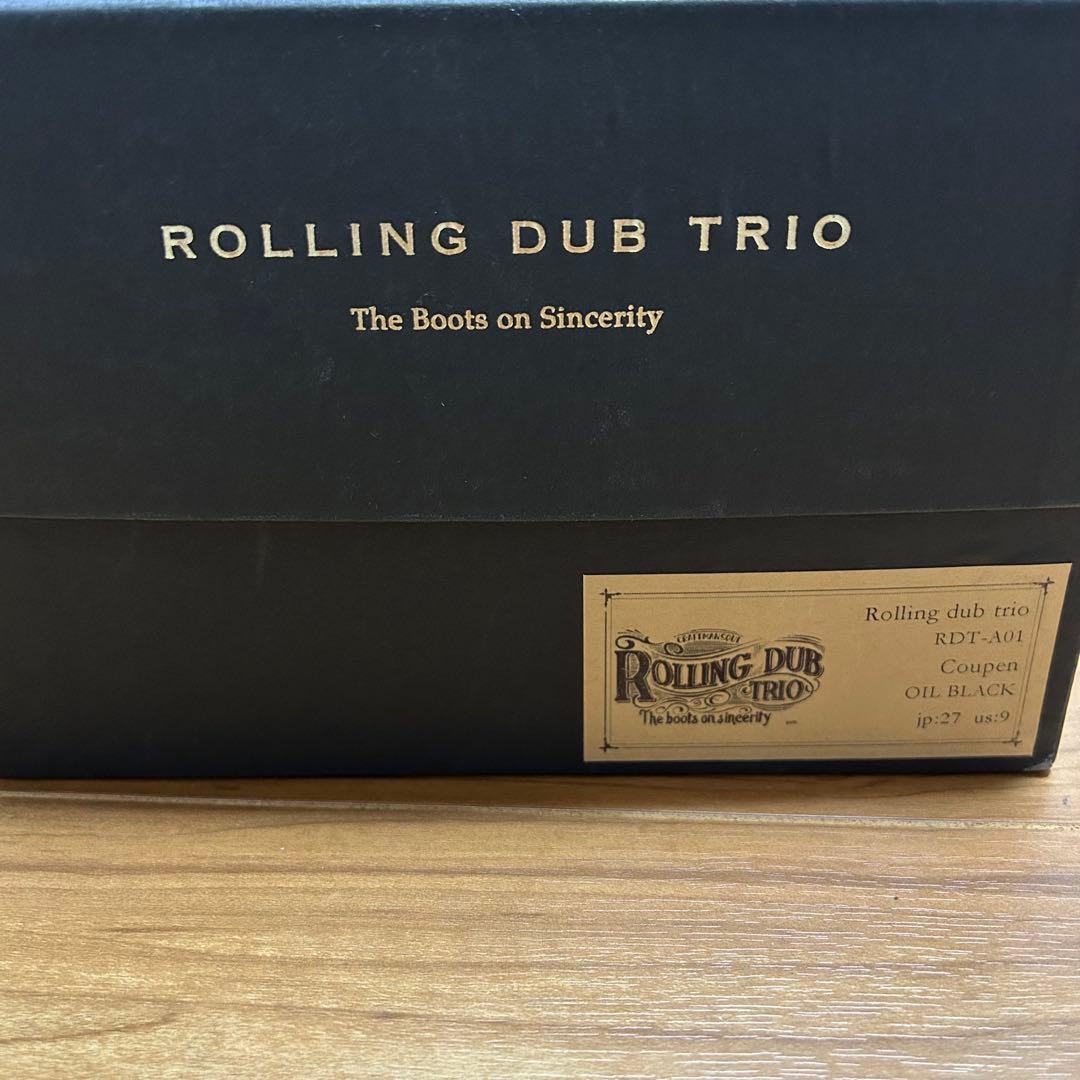 ROLLING DUB TRIO
The Boots on Sincerity
CRAFTMANSOUL
ROLLING DUB
TRIO
The boots on sincerity
Rolling dub trio
RDT-A01
Coupen
OIL BLACK
jp:27 us:9